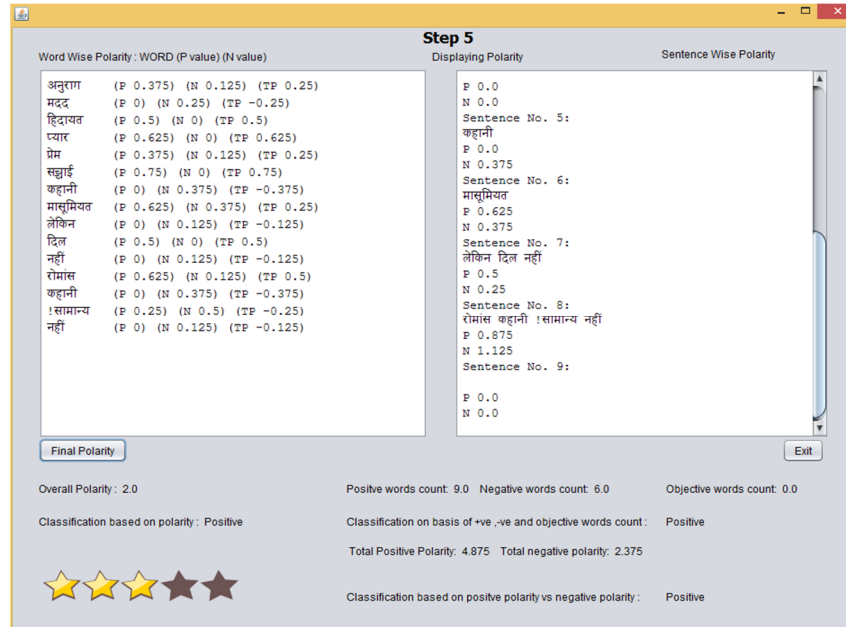 Step 5
Word Wise Polarity : WORD (P value) (N value)
Displaying Polarity
Sentence Wise Polarity
अनुराग (P 0.375) (N 0.125) (TP 0.25)
मदद (P 0) (N 0.25) (TP -0.25)
हिदायत (P 0.5) (N 0) (TP 0.5)
प्यार (P 0.625) (N 0) (TP 0.625)
प्रेम (P 0.375) (N 0.125) (TP 0.25)
सच्चाई (P 0.75) (N 0) (TP 0.75)
कहानी (P 0) (N 0.375) (TP -0.375)
मासूमियत (P 0.625) (N 0.375) (TP 0.25)
लेकिन (P 0) (N 0.125) (TP -0.125)
दिल (P 0.5) (N 0) (TP 0.5)
नहीं (P 0) (N 0.125) (TP -0.125)
रोमांस (P 0.625) (N 0.125) (TP 0.5)
कहानी (P 0) (N 0.375) (TP -0.375)
!सामान्य (P 0.25) (N 0.5) (TP -0.25)
नहीं (P 0) (N 0.125) (TP -0.125)
P 0.0
N 0.0
Sentence No. 5:
कहानी
P 0.0
N 0.375
Sentence No. 6:
मासूमियत
P 0.625
N 0.375
Sentence No. 7:
लेकिन दिल नहीं
P 0.5
N 0.25
Sentence No. 8:
रोमांस कहानी !सामान्य नहीं
P 0.875
N 1.125
Sentence No. 9:
P 0.0
N 0.0
Final Polarity
Exit
Overall Polarity : 2.0
Positve words count: 9.0 Negative words count: 6.0
Objective words count: 0.0
Classification based on polarity : Positive
Classification on basis of +ve ,-ve and objective words count : Positive
Total Positive Polarity: 4.875 Total negative polarity: 2.375
Classification based on positve polarity vs negative polarity : Positive